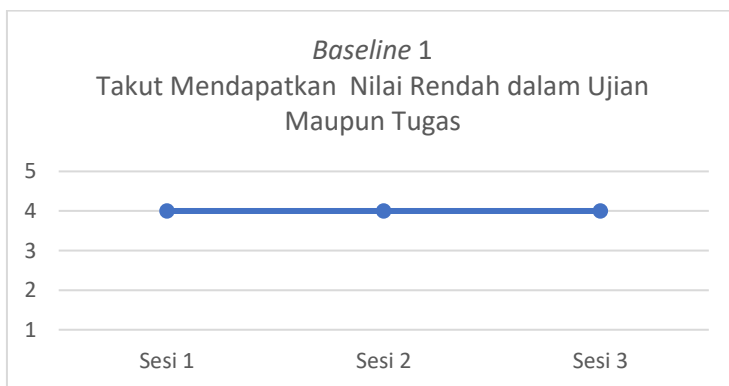 Baseline 1
Takut Mendapatkan Nilai Rendah dalam Ujian
Maupun Tugas
5
4
3
2
1
Sesi 1 Sesi 2 Sesi 3